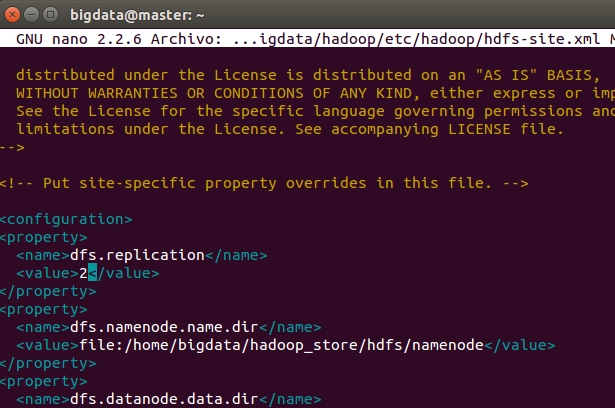 bigdata@master: ~
GNU nano 2.2.6 Archivo: ...igdata/hadoop/etc/hadoop/hdfs-site.xml M
distributed under the License is distributed on an "AS IS" BASIS,
WITHOUT WARRANTIES OR CONDITIONS OF ANY KIND, either express or imp
See the License for the specific language governing permissions and
limitations under the License. See accompanying LICENSE file.
-->
<!-- Put site-specific property overrides in this file. -->
<configuration>
<property>
<name>dfs.replication</name>
<value>2</value>
</property>
<property>
<name>dfs.namenode.name.dir</name>
<value>file:/home/bigdata/hadoop_store/hdfs/namenode</value>
</property>
<property>
<name>dfs.datanode.data.dir</name>